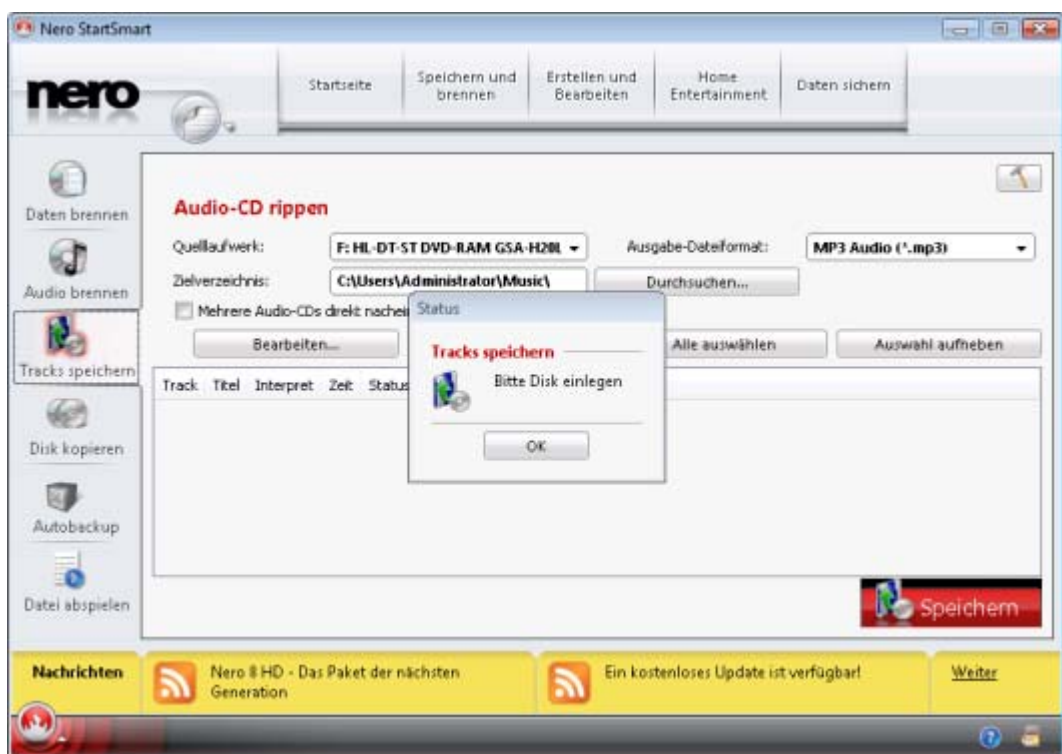 Nero StartSmart
nero
Startseite
Speichern und
brennen
Erstellen und
Bearbeiten
Home
Entertainment
Daten sichern
Daten brennen
Audio brennen
Tracks speichern
Disk kopieren
Autobackup
Datei abspielen
Audio-CD rippen
Quelllaufwerk:
F: HL-DT-ST DVD-RAM GSA-H20L
Ausgabe-Dateiformat:
MP3 Audio (*.mp3)
Zielverzeichnis:
C:\Users\Administrator\Music\
Durchsuchen...
Mehrere Audio-CDs direkt nachei
Bearbeiten...
Alle auswählen
Auswahl aufheben
Track Titel Interpret Zeit Status
Status
Tracks speichern
Bitte Disk einlegen
OK
Speichern
Nachrichten
Nero 8 HD - Das Paket der nächsten
Generation
Ein kostenloses Update ist verfügbar!
Weiter